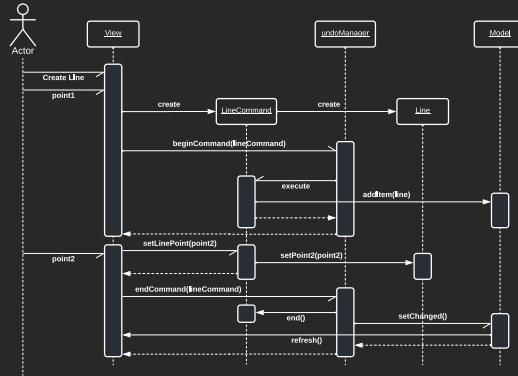 Actor
View
undoManager
Model
Create Line
point1
create
LineCommand
create
Line
beginCommand(lineCommand)
execute
addItem(line)
point2
setLinePoint(point2)
setPoint2(point2)
endCommand(lineCommand)
end()
setChanged()
refresh()